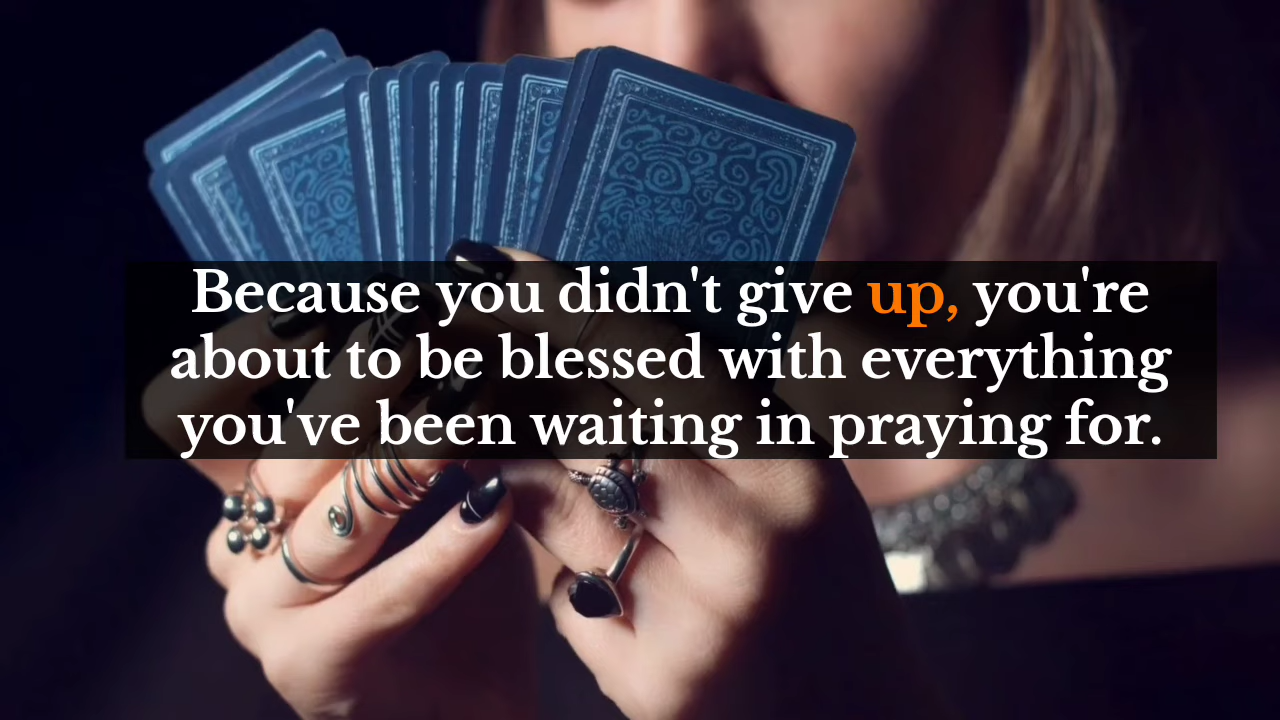 Because you didn't give up, you're
about to be blessed with everything
you've been waiting in praying for.